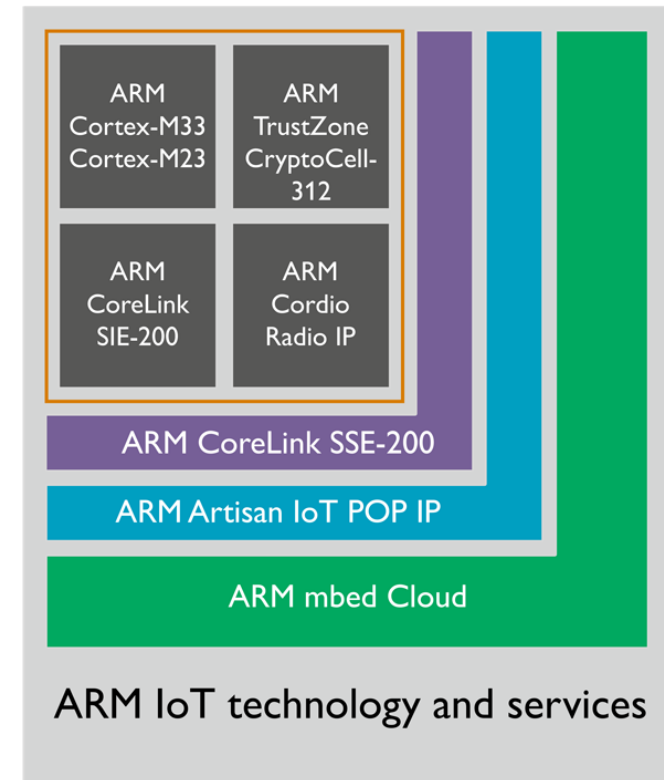 ARM
Cortex-M33
Cortex-M23
ARM
TrustZone
CryptoCell-
312
ARM
CoreLink
SIE-200
ARM
Cordio
Radio IP
ARM CoreLink SSE-200
ARM Artisan IoT POP IP
ARM mbed Cloud
ARM IoT technology and services